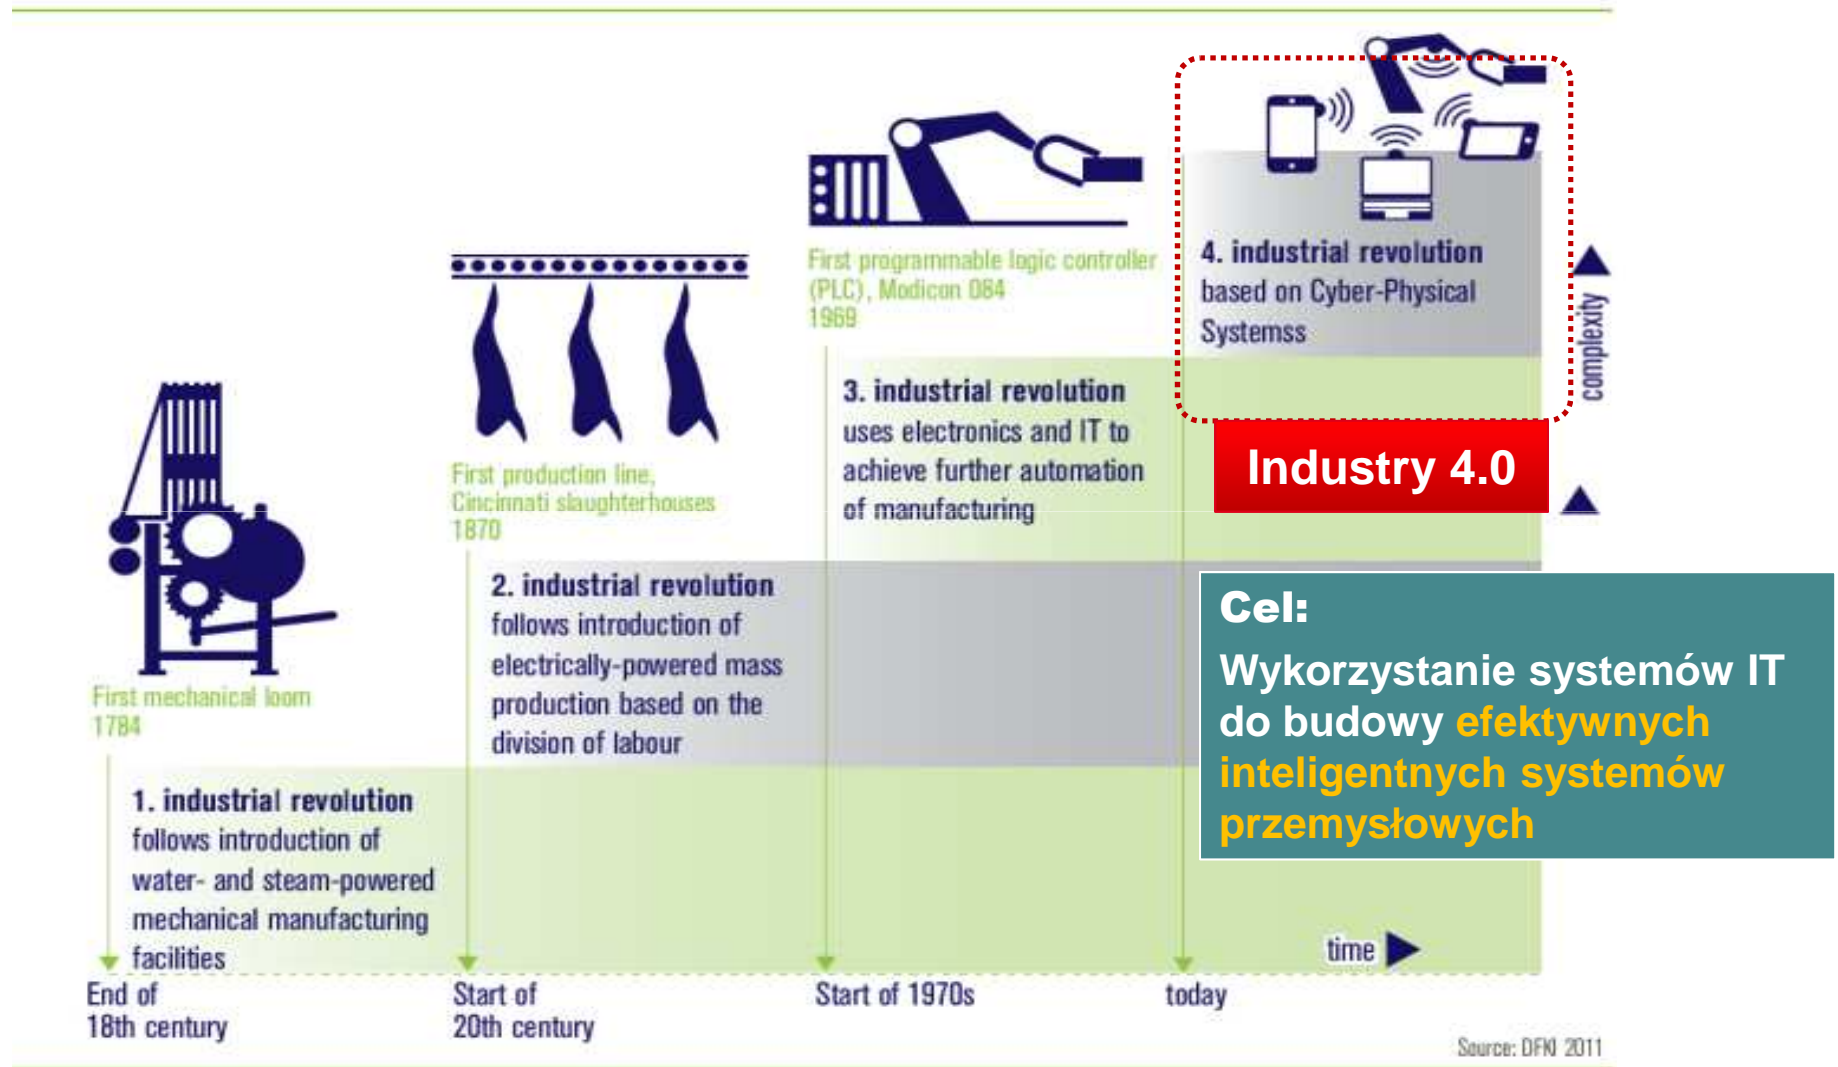 First programmable logic controller
(PLC), Modicon 084
1969
4. industrial revolution
based on Cyber-Physical
Systemss
complexity
3. industrial revolution
uses electronics and IT to
achieve further automation
of manufacturing
Industry 4.0
First production line,
Cincinnati slaughterhouses
1870
2. industrial revolution
follows introduction of
electrically-powered mass
production based on the
division of labour
Cel:
Wykorzystanie systemów IT
do budowy efektywnych
inteligentnych systemów
przemysłowych
First mechanical loom
1784
1. industrial revolution
follows introduction of
water- and steam-powered
mechanical manufacturing
facilities
time
End of
18th century
Start of
20th century
Start of 1970s
today
Source: DFKI 2011